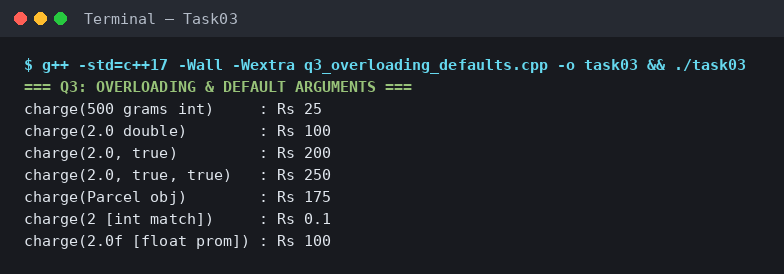 Terminal — Task03
$ g++ -std=c++17 -Wall -Wextra q3_overloading_defaults.cpp -o task03 && ./task03
=== Q3: OVERLOADING & DEFAULT ARGUMENTS ===
charge(500 grams int)     : Rs 25
charge(2.0 double)        : Rs 100
charge(2.0, true)         : Rs 200
charge(2.0, true, true)   : Rs 250
charge(Parcel obj)        : Rs 175
charge(2 [int match])     : Rs 0.1
charge(2.0f [float prom]) : Rs 100